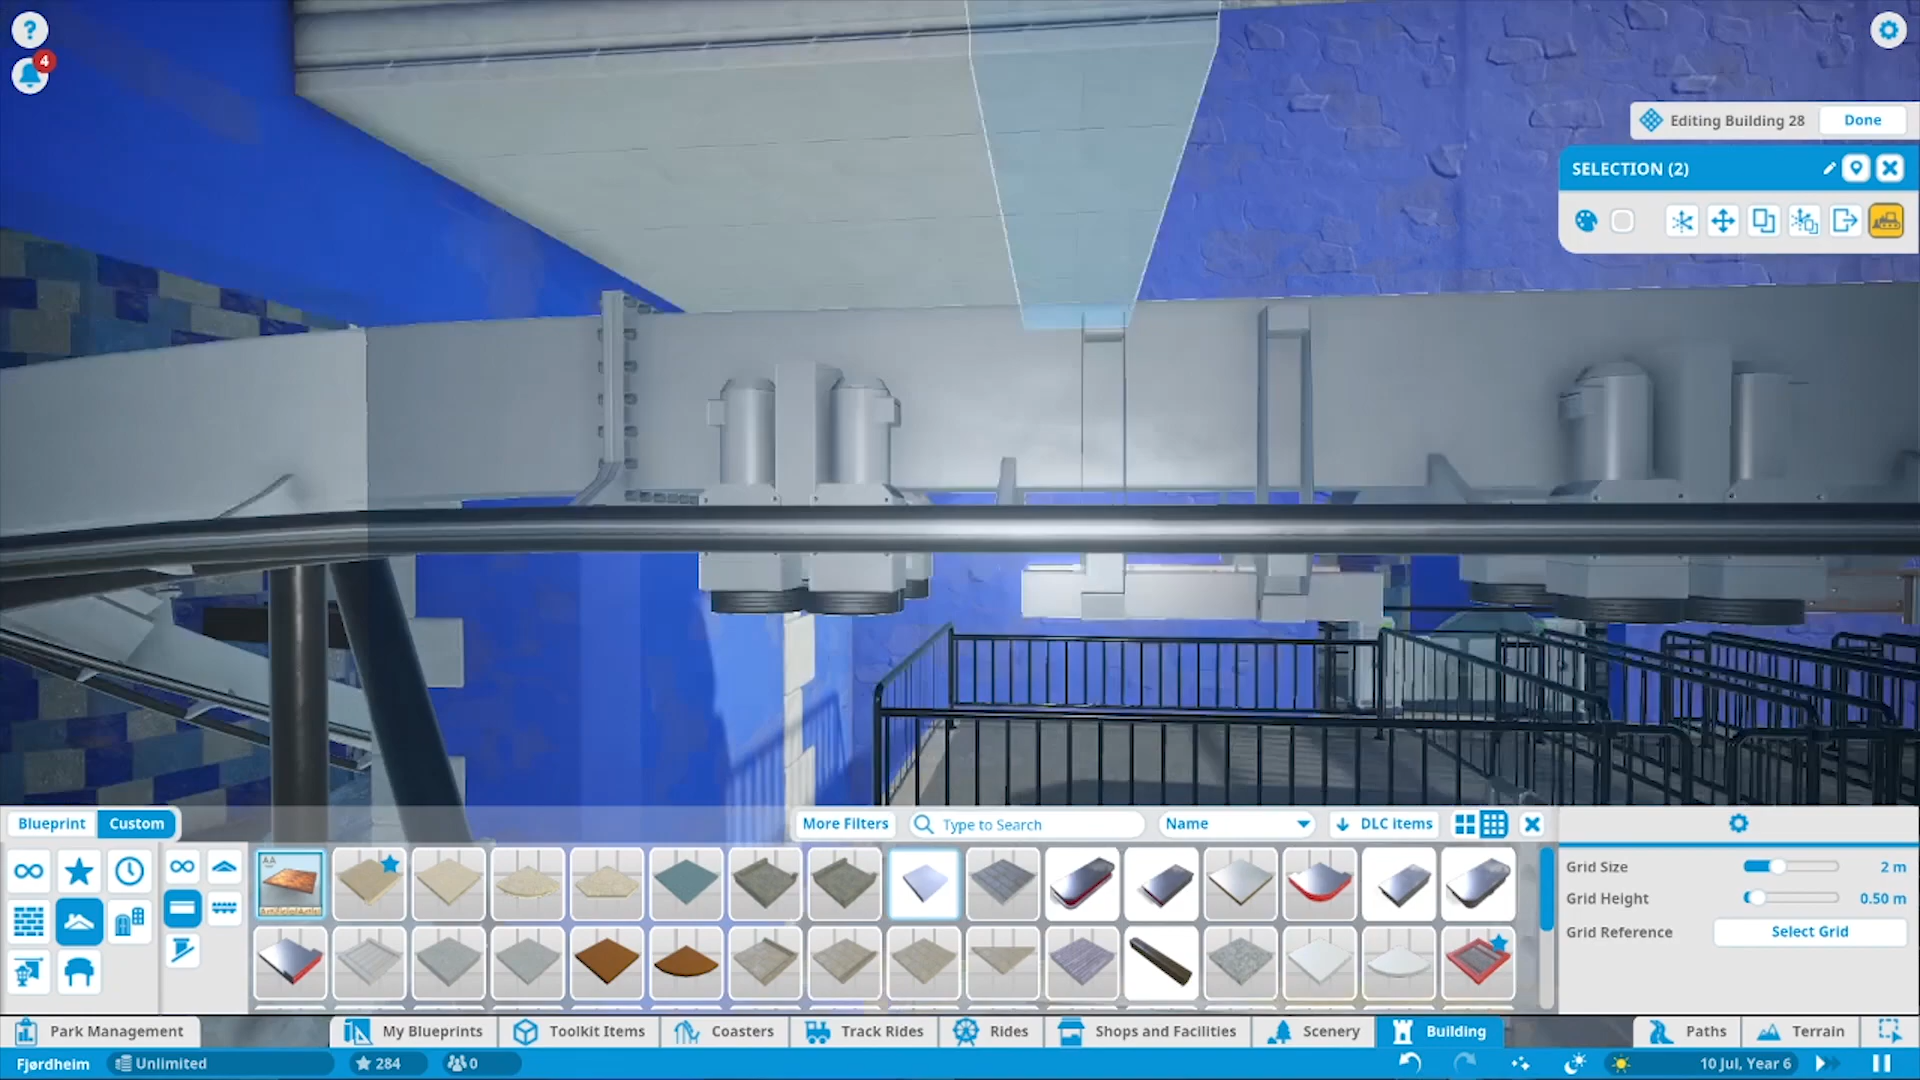 ?
4
Editing Building 28
Done
SELECTION (2)
Blueprint
Custom
More Filters
Type to Search
Name
DLC items
AA
Grid Size
2 m
Grid Height
0.50 m
Grid Reference
Select Grid
Park Management
My Blueprints
Toolkit Items
Coasters
Track Rides
Rides
Shops and Facilities
Scenery
Building
Paths
Terrain
Fjørdheim
Unlimited
284
0
10 Jul, Year 6